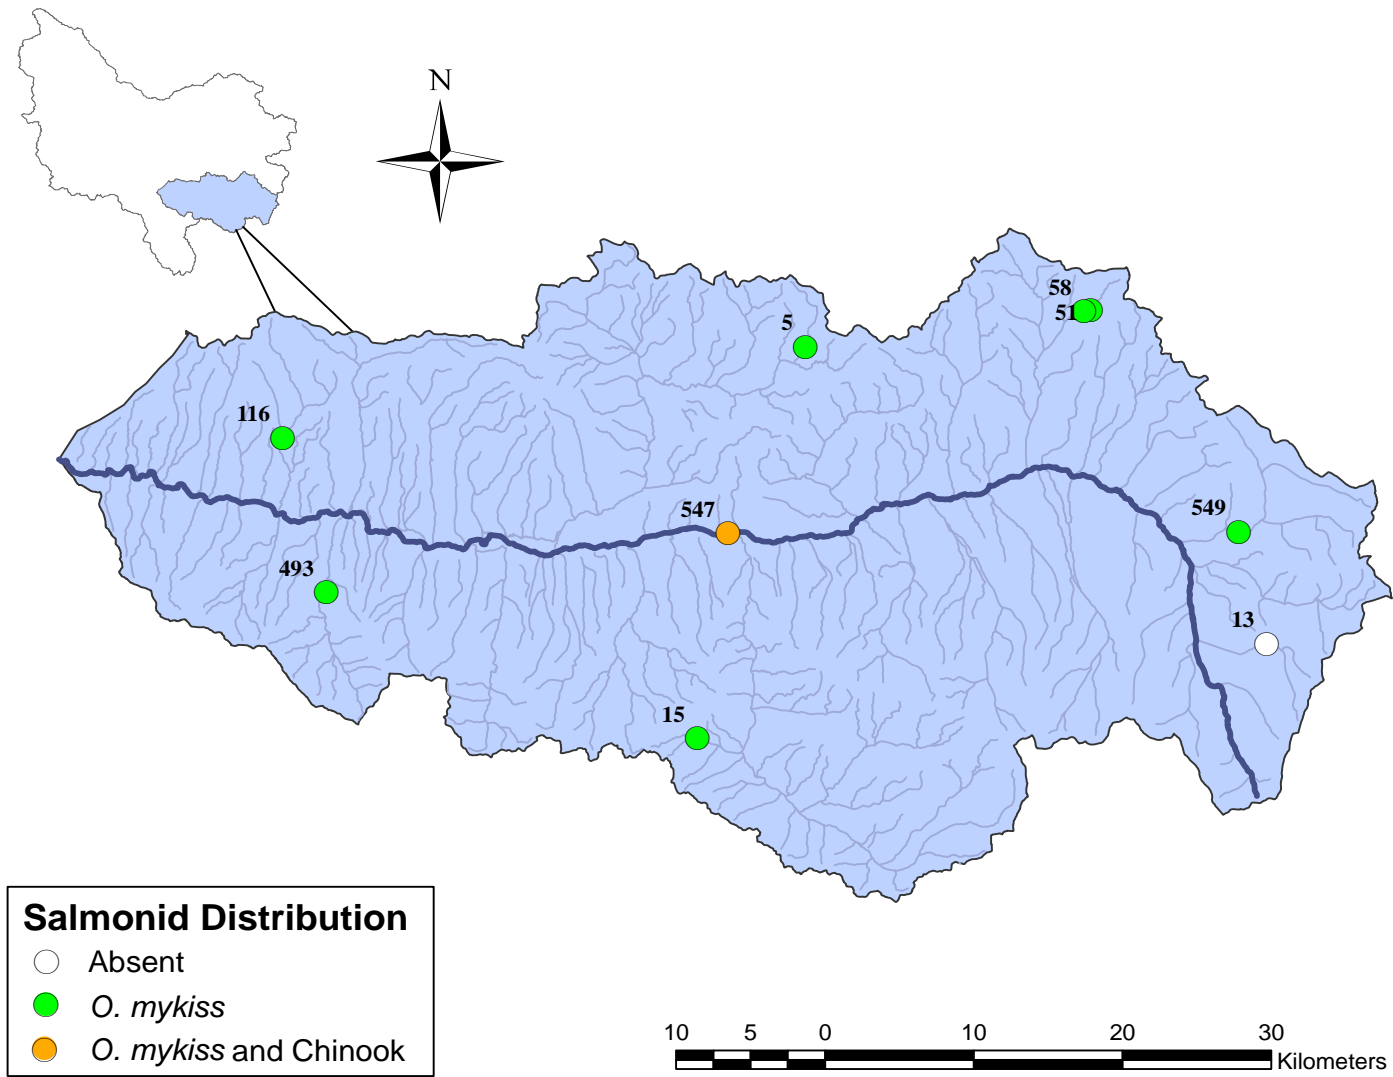 N
58
51
5
116
547
549
493
13
15
Salmonid Distribution
Absent
O. mykiss
O. mykiss and Chinook
10 5 0 10 20 30
Kilometers